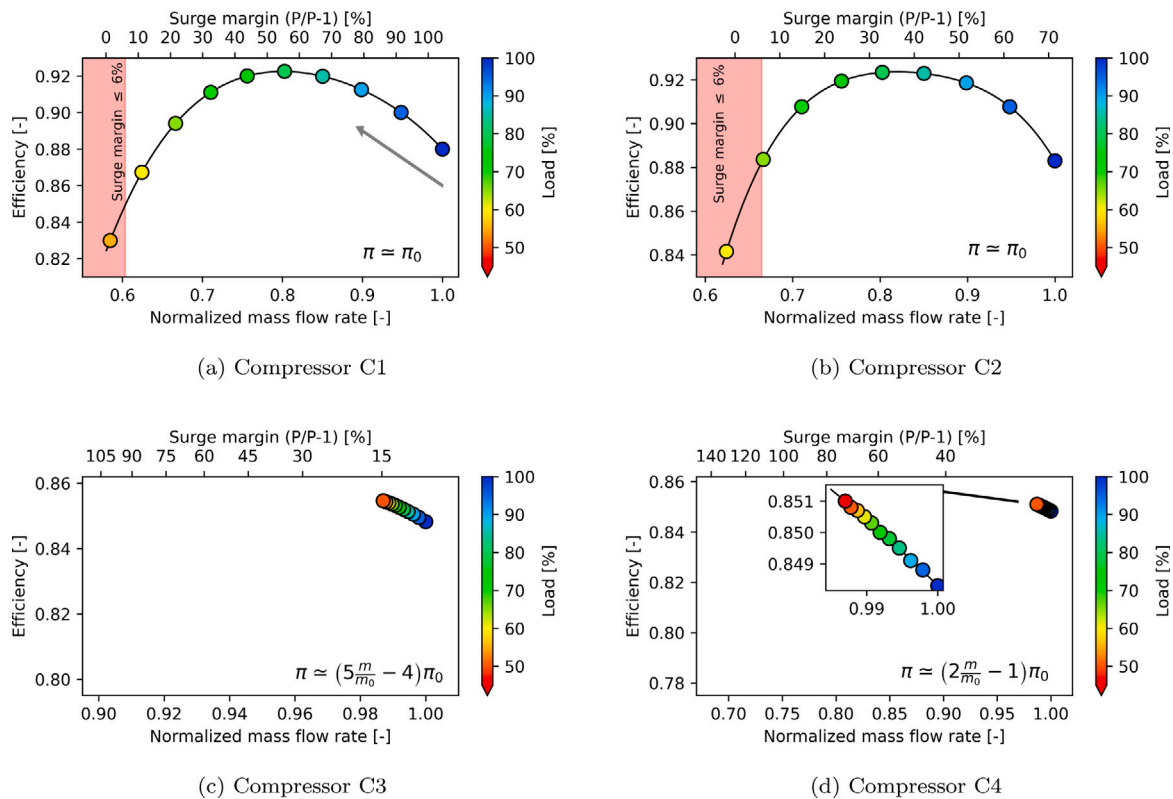 Surge margin (P/P-1) [%]
0 10 20 30 40 50 60 70 80 90 100
Surge margin ≤ 6%
Efficiency [-]
0.92
0.90
0.88
0.86
0.84
0.82
π ≃ π₀
0.6 0.7 0.8 0.9 1.0
Normalized mass flow rate [-]
100
90
80
70
60
50
Load [%]
(a) Compressor C1
Surge margin (P/P-1) [%]
0 10 20 30 40 50 60 70
Surge margin ≤ 6%
Efficiency [-]
0.92
0.90
0.88
0.86
0.84
π ≃ π₀
0.6 0.7 0.8 0.9 1.0
Normalized mass flow rate [-]
100
90
80
70
60
50
Load [%]
(b) Compressor C2
Surge margin (P/P-1) [%]
105 90 75 60 45 30 15
Efficiency [-]
0.86
0.84
0.82
0.80
π ≃ (5 m/m₀ − 4)π₀
0.90 0.92 0.94 0.96 0.98 1.00
Normalized mass flow rate [-]
100
90
80
70
60
50
Load [%]
(c) Compressor C3
Surge margin (P/P-1) [%]
140 120 100 80 60 40
Efficiency [-]
0.86
0.84
0.82
0.80
0.78
0.851
0.850
0.849
0.99 1.00
π ≃ (2 m/m₀ − 1)π₀
0.70 0.75 0.80 0.85 0.90 0.95 1.00
Normalized mass flow rate [-]
100
90
80
70
60
50
Load [%]
(d) Compressor C4